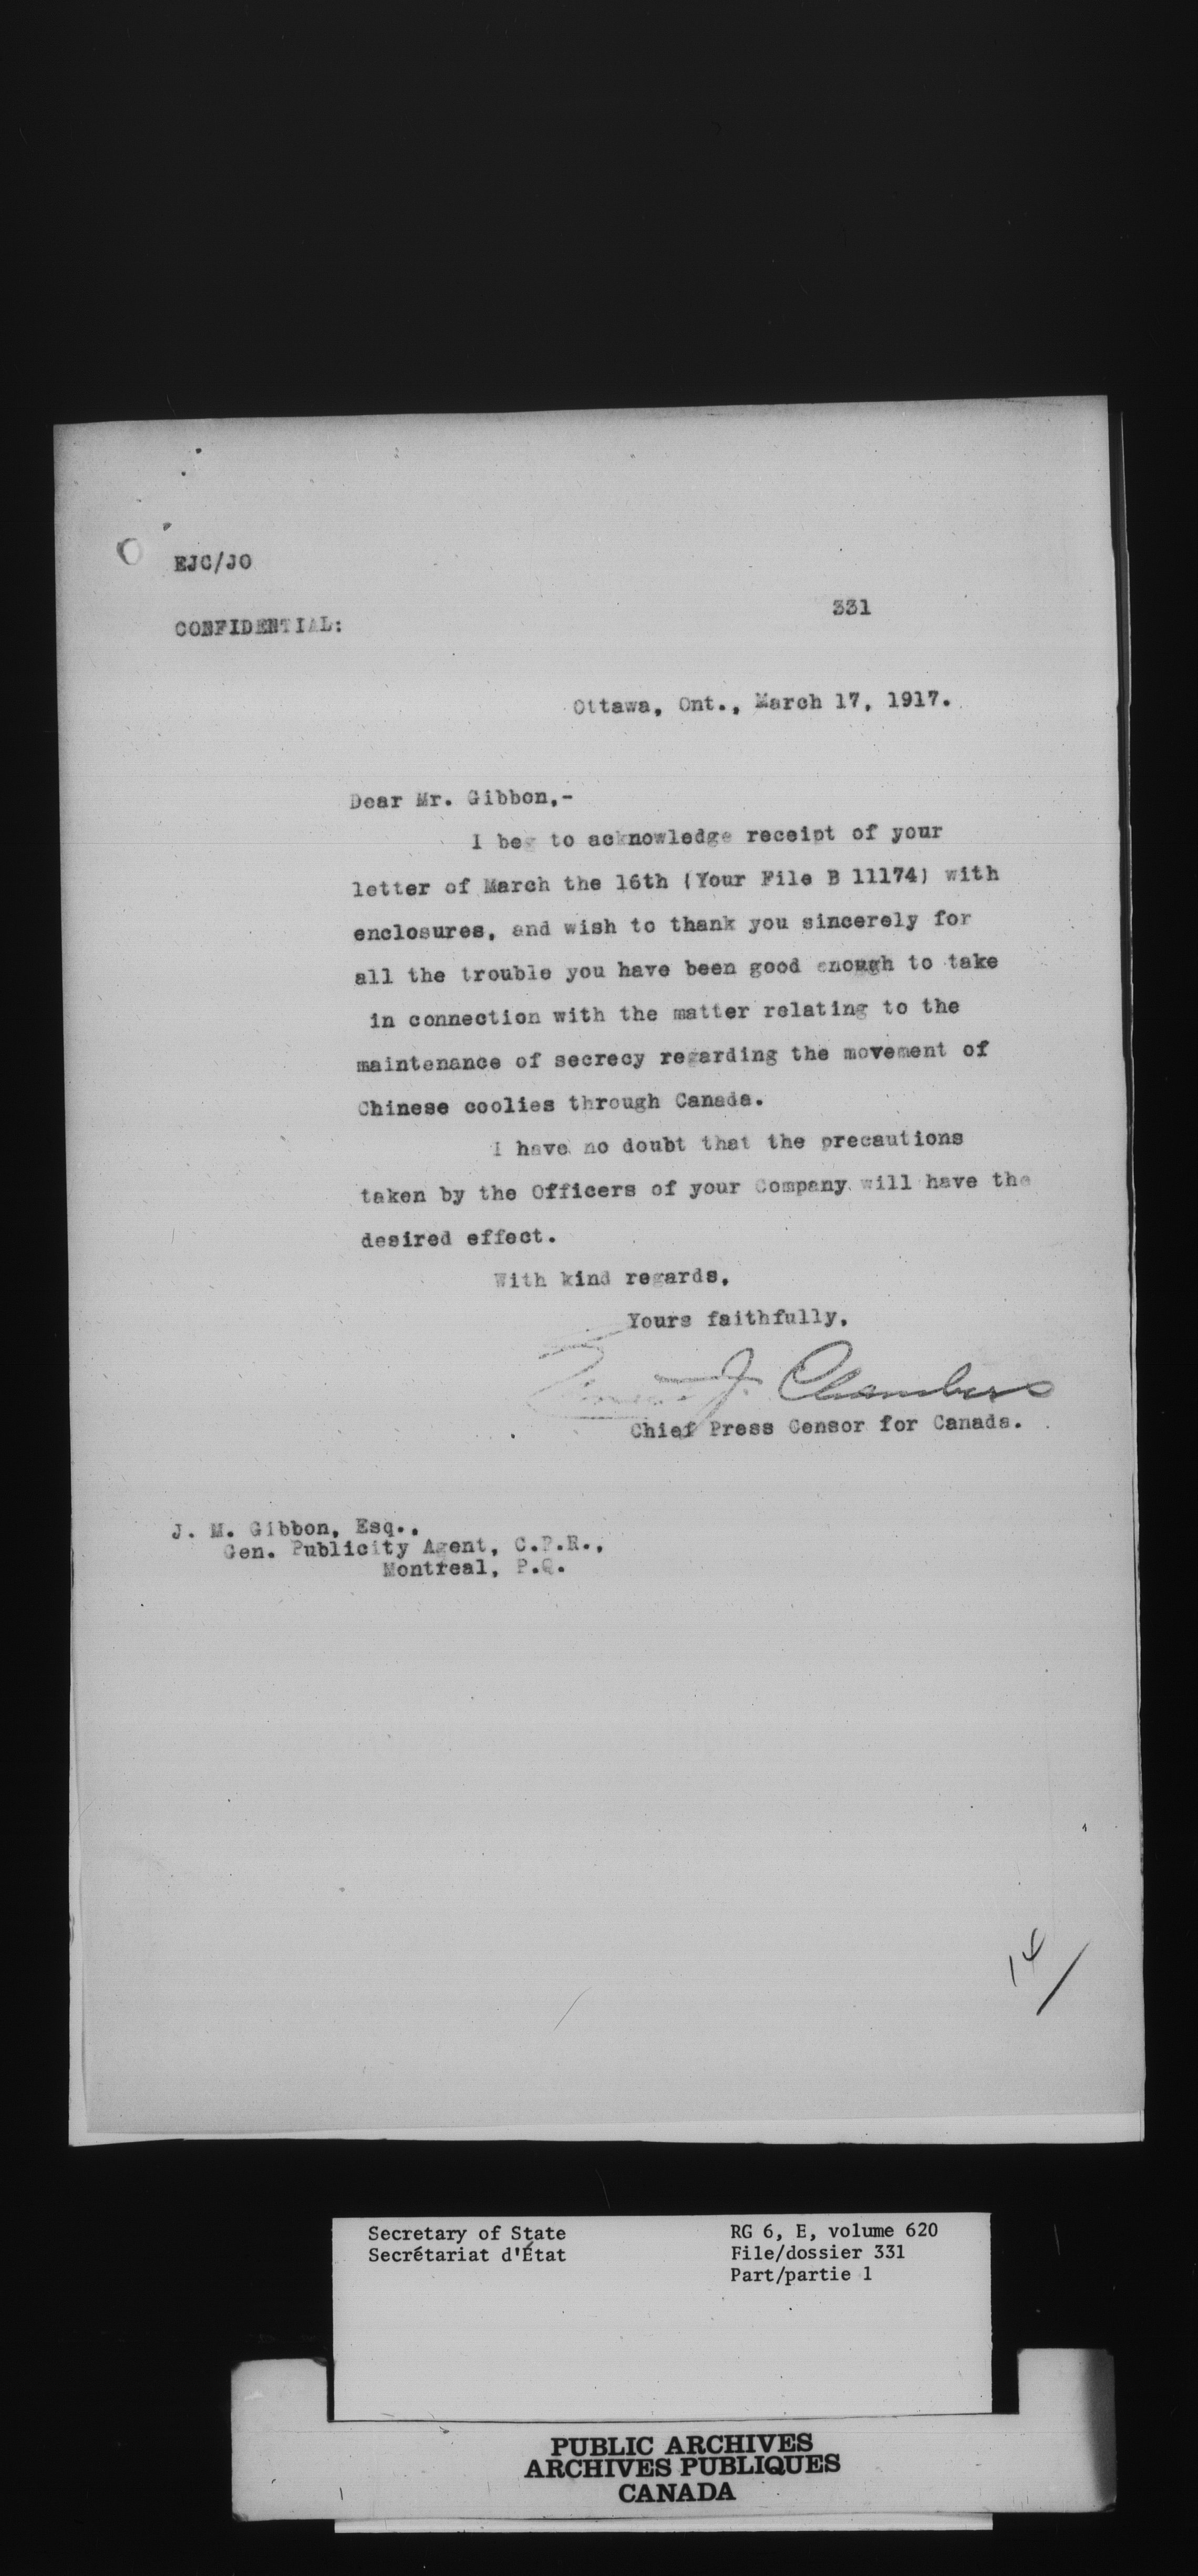 EJC/JO
331
CONFIDENTIAL:
Ottawa, Ont., March 17, 1917.
Dear Mr. Gibbon,-
I beg to acknowledge receipt of your
letter of March the 16th (Your File B 11174) with
enclosures, and wish to thank you sincerely for
all the trouble you have been good enough to take
in connection with the matter relating to the
maintenance of secrecy regarding the movement of
Chinese coolies through Canada.
I have no doubt that the precautions
taken by the Officers of your Company will have the
desired effect.
With kind regards,
Yours faithfully,
Ernest J. Chambers
Chief Press Censor for Canada.
J. M. Gibbon, Esq.,
Gen. Publicity Agent, C.P.R.,
Montreal, P.Q.
14/
Secretary of State
Secrétariat d'État
RG 6, E, volume 620
File/dossier 331
Part/partie 1
PUBLIC ARCHIVES
ARCHIVES PUBLIQUES
CANADA